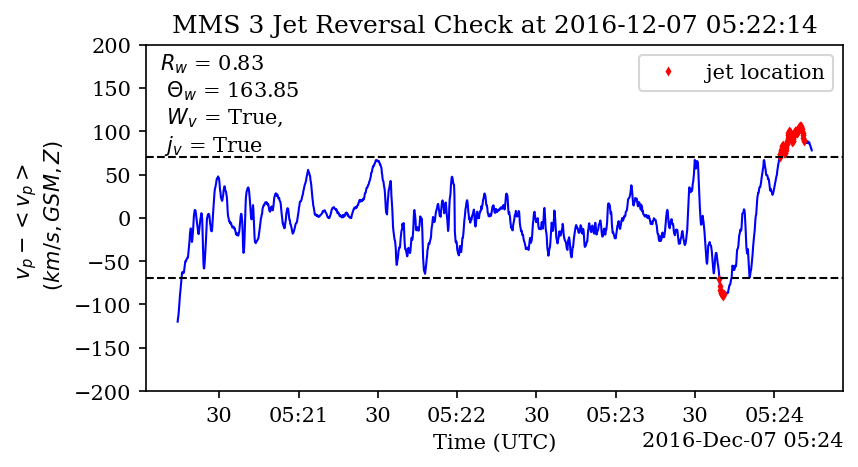 MMS 3 Jet Reversal Check at 2016-12-07 05:22:14
R_w = 0.83
Θ_w = 163.85
W_v = True,
j_v = True
jet location
v_p − < v_p >
(km/s, GSM, Z)
200
150
100
50
0
−50
−100
−150
−200
30 05:21 30 05:22 30 05:23 30 05:24
Time (UTC)
2016-Dec-07 05:24